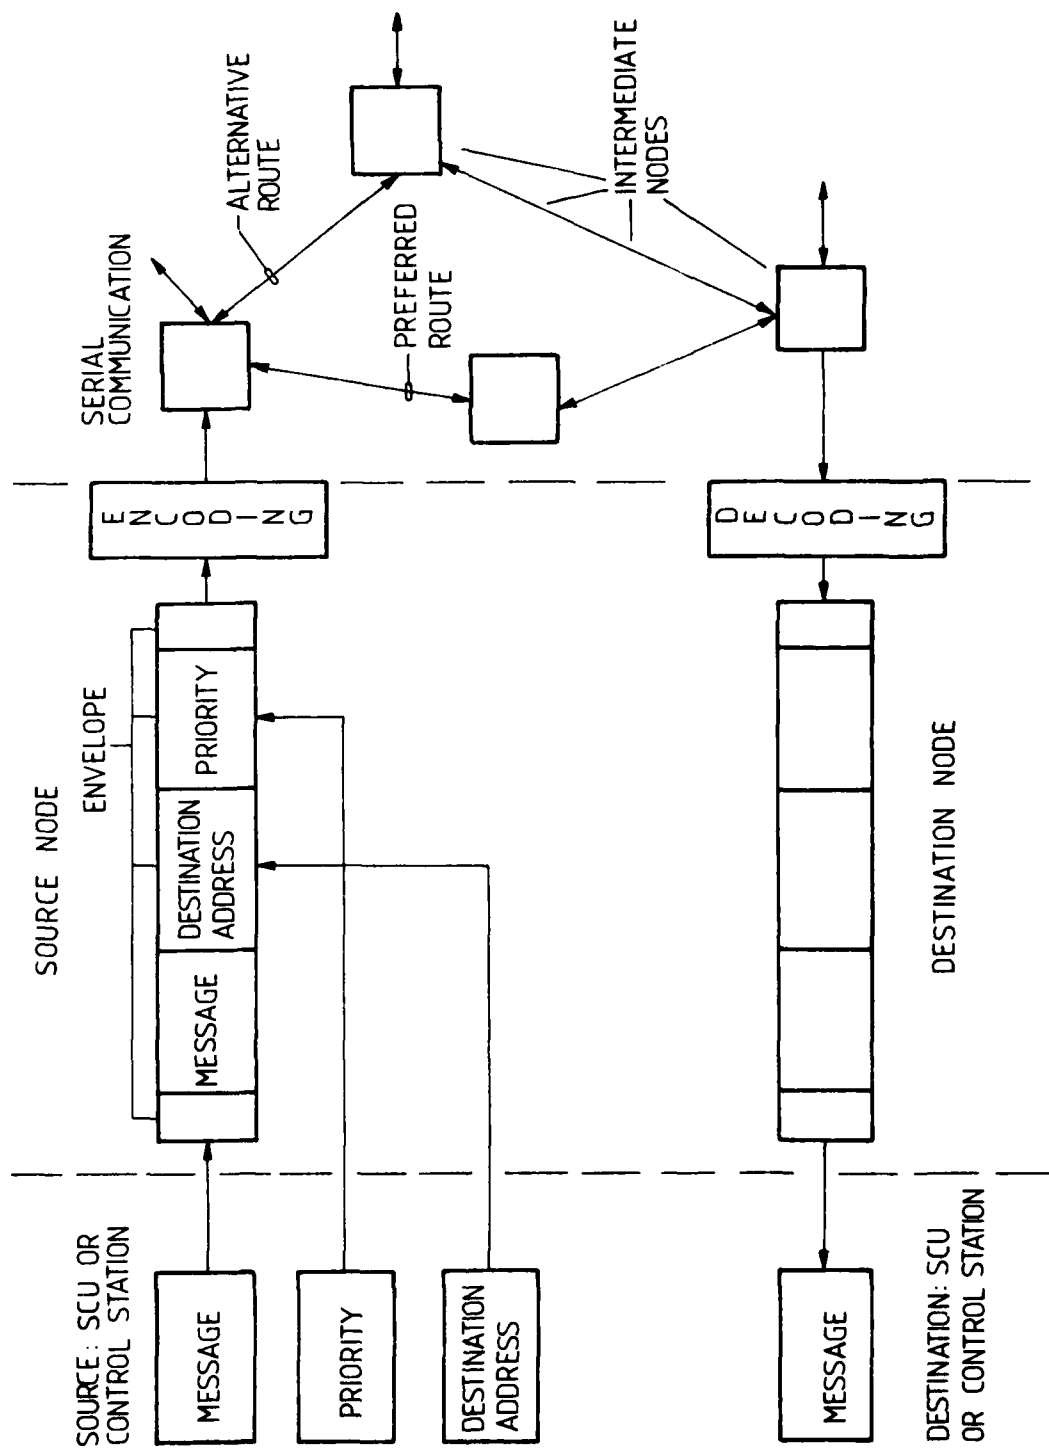 SOURCE: SCU OR
CONTROL STATION
MESSAGE
PRIORITY
DESTINATION
ADDRESS
SOURCE NODE
ENVELOPE
MESSAGE
DESTINATION
ADDRESS
PRIORITY
ENCODING
SERIAL
COMMUNICATION
ALTERNATIVE
ROUTE
PREFERRED
ROUTE
INTERMEDIATE
NODES
DECODING
DESTINATION NODE
MESSAGE
DESTINATION: SCU
OR CONTROL STATION